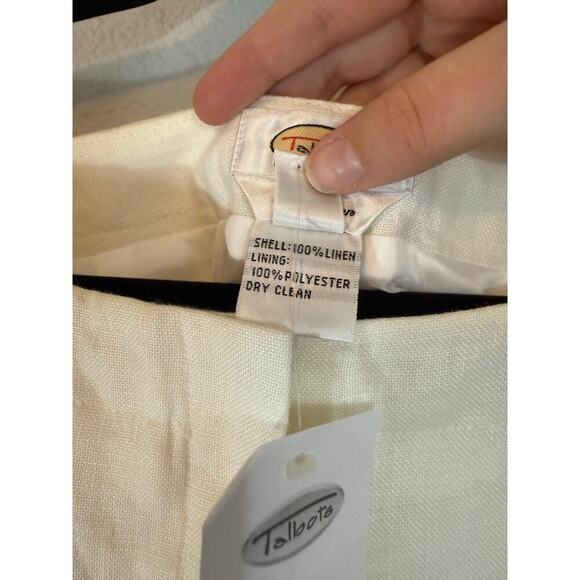 SHELL: 100% LINEN
LINING:
100% POLYESTER
DRY CLEAN
Talbots